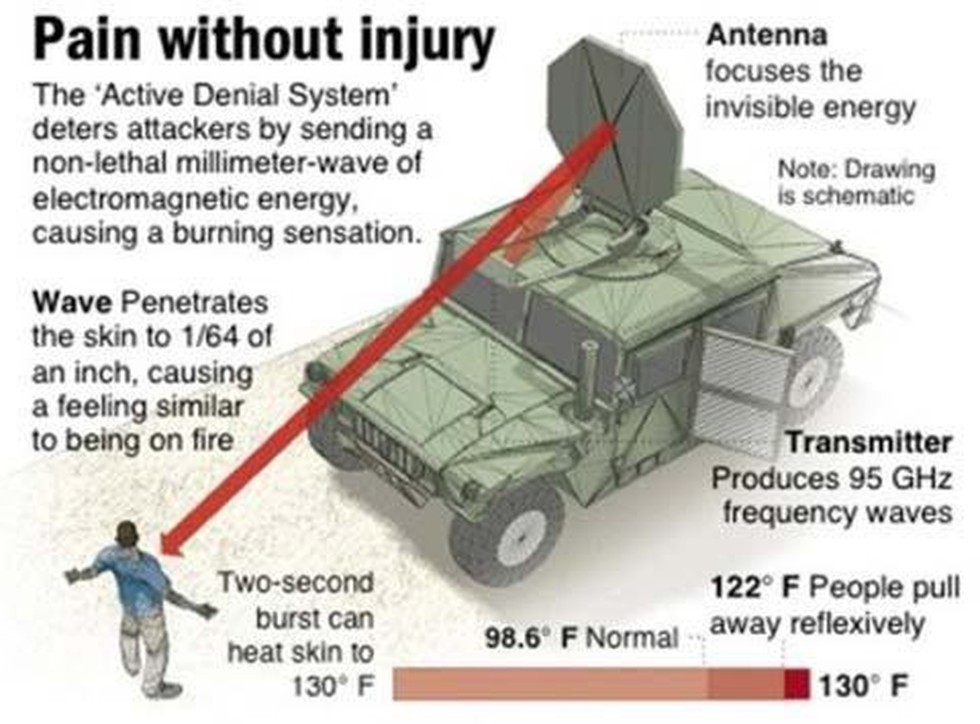 Pain without injury
The ‘Active Denial System’
deters attackers by sending a
non-lethal millimeter-wave of
electromagnetic energy,
causing a burning sensation.
Antenna
focuses the
invisible energy
Note: Drawing
is schematic
Wave Penetrates
the skin to 1/64 of
an inch, causing
a feeling similar
to being on fire
Transmitter
Produces 95 GHz
frequency waves
Two-second
burst can
heat skin to
130° F
98.6° F Normal
122° F People pull
away reflexively
130° F